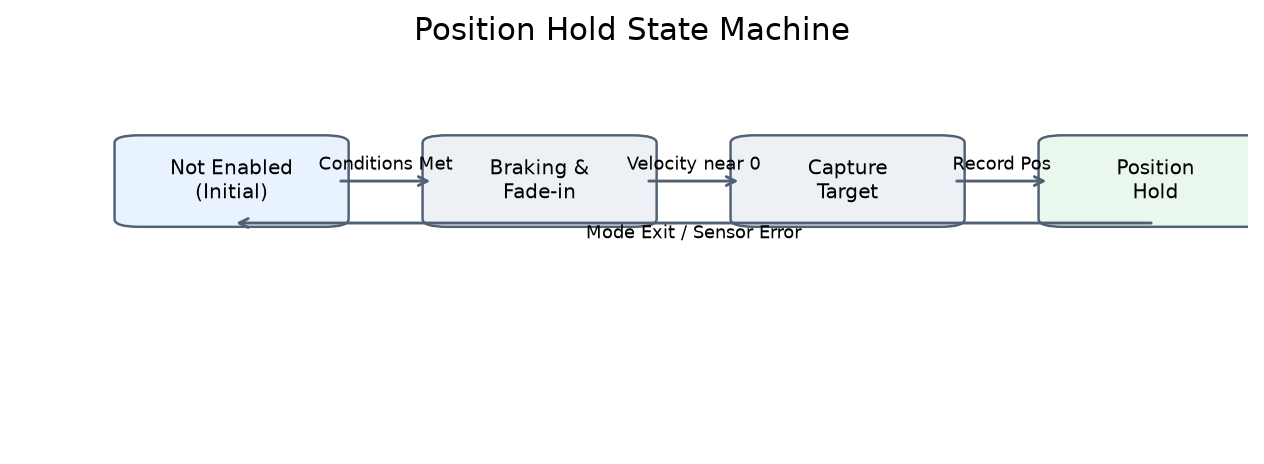 Position Hold State Machine
Not Enabled
(Initial)
Conditions Met
Braking &
Fade-in
Velocity near 0
Capture
Target
Record Pos
Position
Hold
Mode Exit / Sensor Error